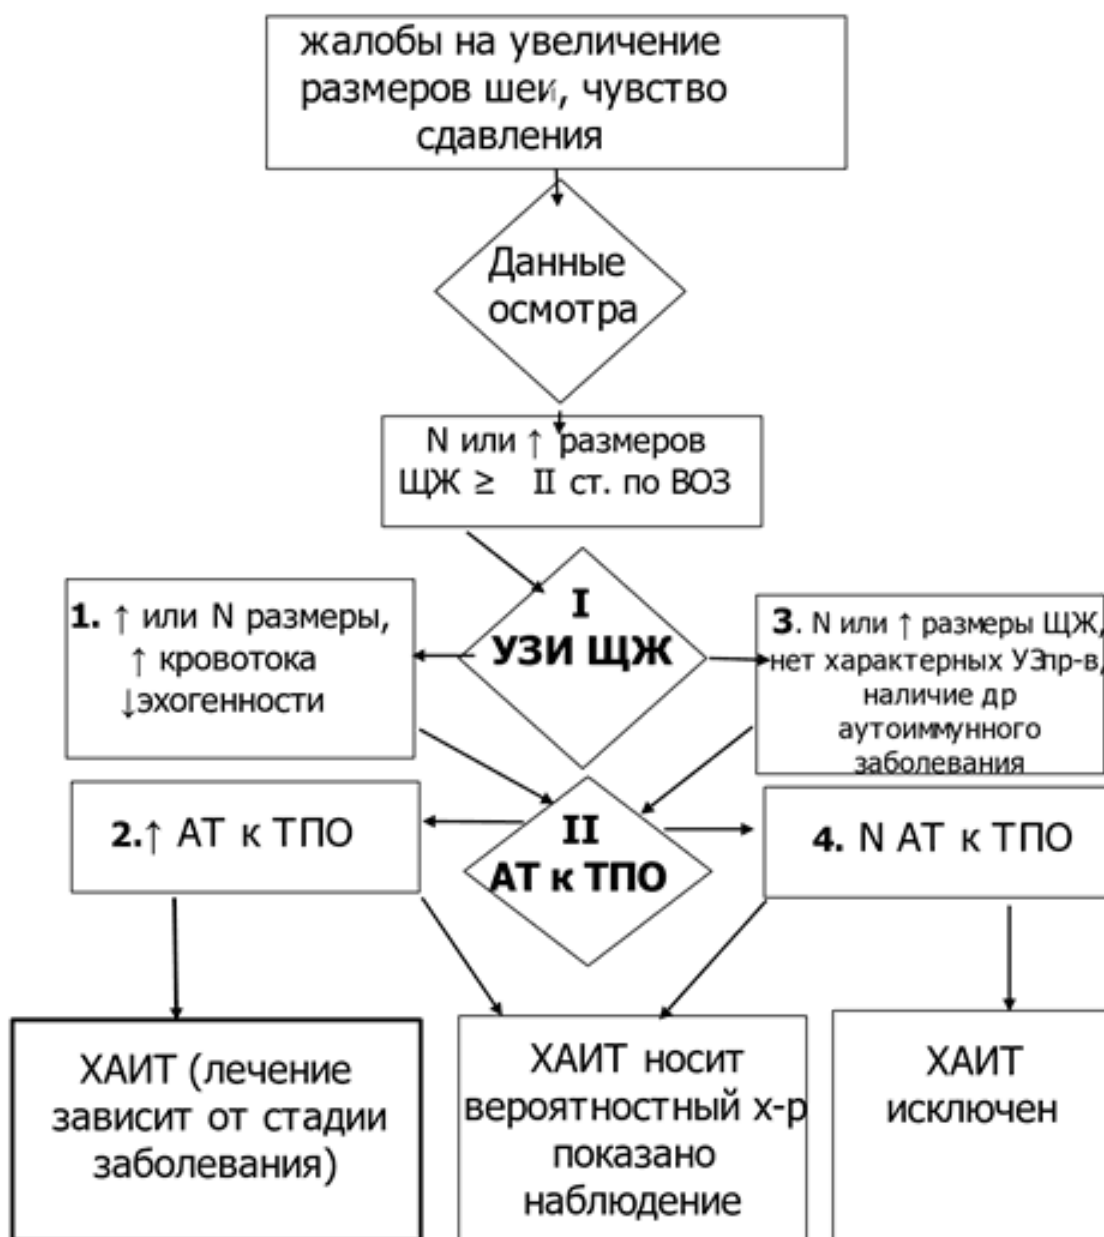 жалобы на увеличение
размеров шеи, чувство
сдавления
Данные
осмотра
N или ↑ размеров
ЩЖ ≥ II ст. по ВОЗ
I
УЗИ ЩЖ
1. ↑ или N размеры,
↑ кровотока
↓эхогенности
3. N или ↑ размеры ЩЖ,
нет характерных УЗпр-в,
наличие др
аутоиммунного
заболевания
II
АТ к ТПО
2.↑ АТ к ТПО
4. N АТ к ТПО
ХАИТ (лечение
зависит от стадии
заболевания)
ХАИТ носит
вероятностный х-р
показано
наблюдение
ХАИТ
исключен